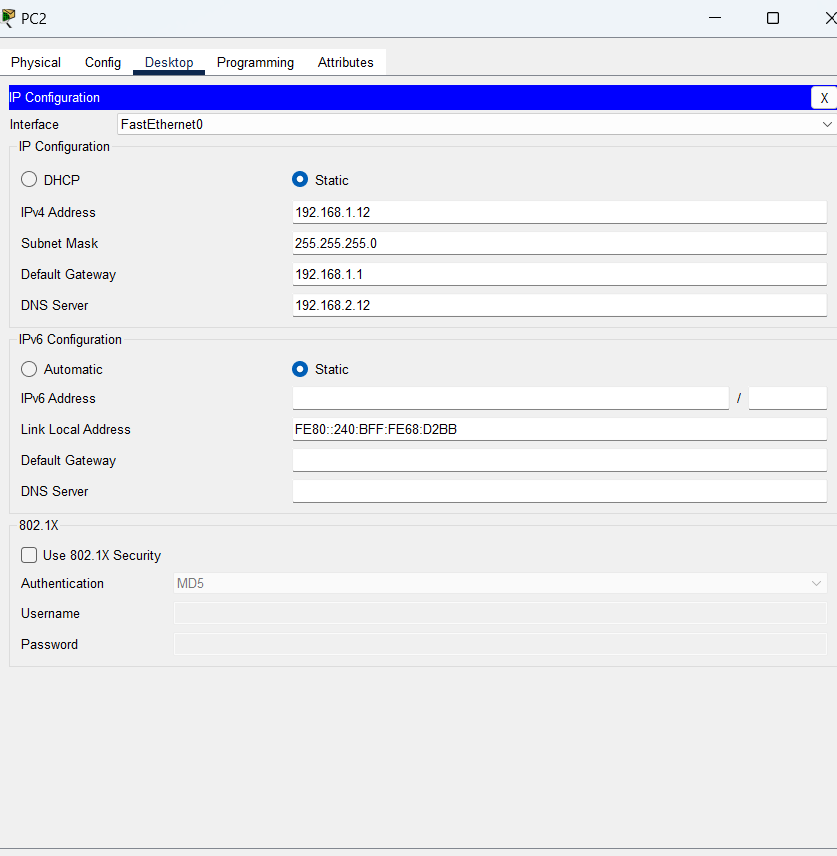 PC2
Physical Config Desktop Programming Attributes
IP Configuration X
Interface FastEthernet0
IP Configuration
DHCP Static
IPv4 Address 192.168.1.12
Subnet Mask 255.255.255.0
Default Gateway 192.168.1.1
DNS Server 192.168.2.12
IPv6 Configuration
Automatic Static
IPv6 Address /
Link Local Address FE80::240:BFF:FE68:D2BB
Default Gateway
DNS Server
802.1X
Use 802.1X Security
Authentication MD5
Username
Password